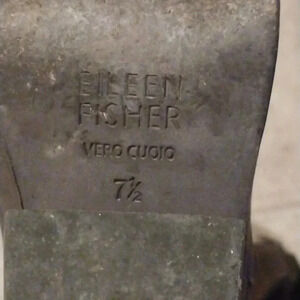 EILEEN
FISHER
VERO CUOIO
7½